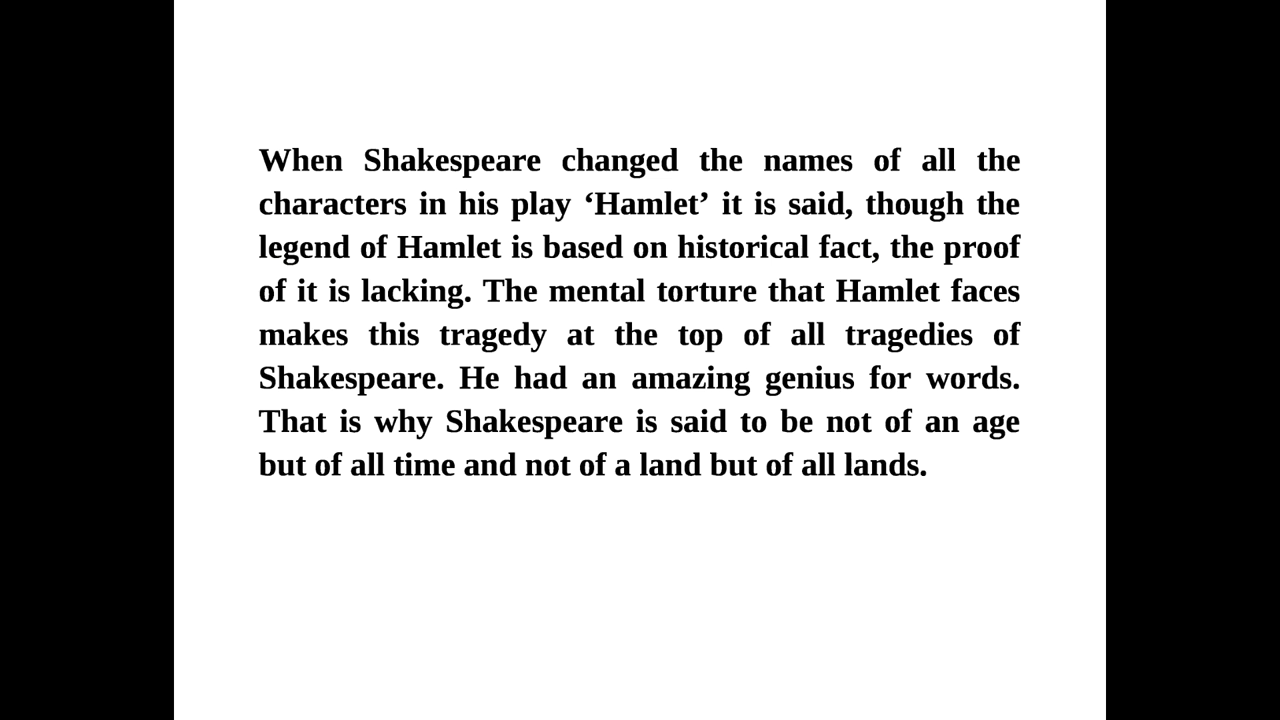 When Shakespeare changed the names of all the
characters in his play ‘Hamlet’ it is said, though the
legend of Hamlet is based on historical fact, the proof
of it is lacking. The mental torture that Hamlet faces
makes this tragedy at the top of all tragedies of
Shakespeare. He had an amazing genius for words.
That is why Shakespeare is said to be not of an age
but of all time and not of a land but of all lands.